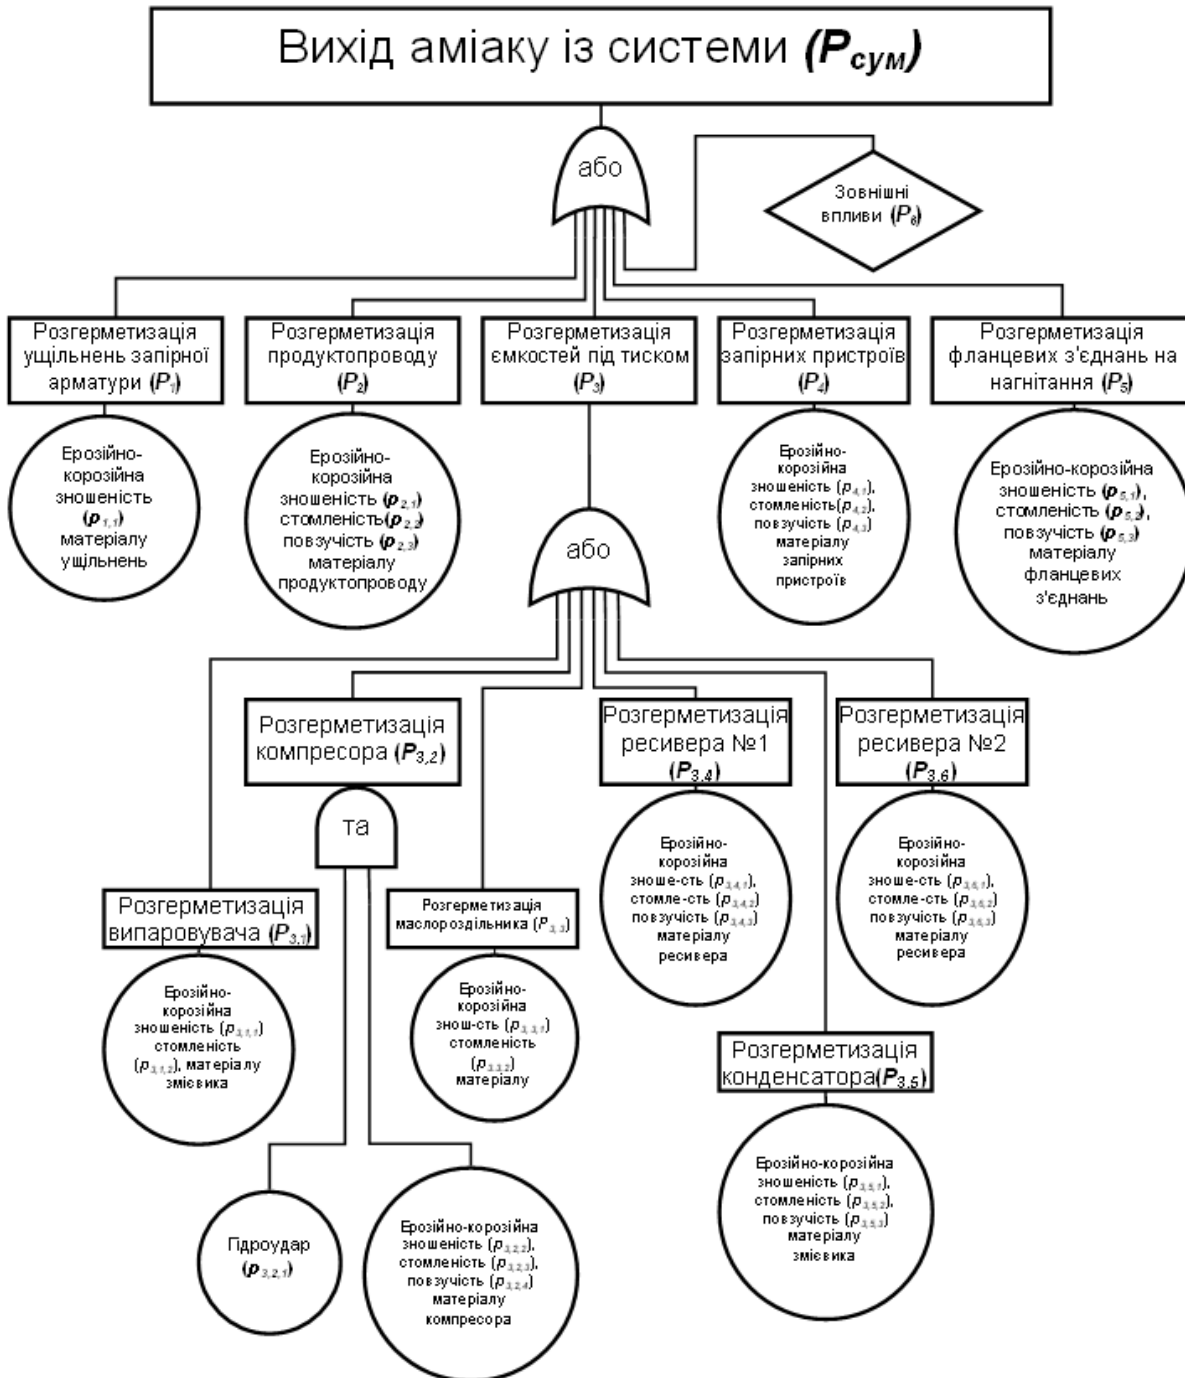 Вихід аміаку із системи (Pсум)
або
Зовнішні
впливи (P6)
Розгерметизація
ущільнень запірної
арматури (P1)
Розгерметизація
продуктопроводу
(P2)
Розгерметизація
ємкостей під тиском
(P3)
Розгерметизація
запірних пристроїв
(P4)
Розгерметизація
фланцевих з'єднань на
нагнітання (P5)
Ерозійно-
корозійна
зношеність
(p1,1)
матеріалу
ущільнень
Ерозійно-
корозійна
зношеність (p2,1)
стомленість(p2,2)
повзучість (p2,3)
матеріалу
продуктопроводу
Ерозійно-
корозійна
зношеність (p4,1),
стомленість(p4,2),
повзучість (p4,3)
матеріалу
запірних
пристроїв
Ерозійно-корозійна
зношеність (p5,1),
стомленість (p5,2),
повзучість (p5,3)
матеріалу
фланцевих
з'єднань
або
Розгерметизація
компресора (P3,2)
Розгерметизація
ресивера №1
(P3.4)
Розгерметизація
ресивера №2
(P3.6)
та
Ерозійно-
корозійна
зноше-сть (p3,4,1),
стомле-сть (p3,4,2)
повзучість (p3,4,3)
матеріалу
ресивера
Ерозійно-
корозійна
зноше-сть (p3,6,1),
стомле-сть (p3,6,2)
повзучість (p3,6,3)
матеріалу
ресивера
Розгерметизація
випаровувача (P3,1)
Розгерметизація
маслороздільника (P3,3)
Ерозійно-
корозійна
зношеність (p3,1,1)
стомленість
(p3,1,2), матеріалу
змієвика
Ерозійно-
корозійна
знош-сть (p3,3,1)
стомленість
(p3,3,2)
матеріалу
Розгерметизація
конденсатора(P3.5)
Ерозійно-корозійна
зношеність (p3,5,1),
стомленість (p3,5,2),
повзучість (p3,5,3)
матеріалу
змієвика
Гідроудар
(p3,2,1)
Ерозійно-корозійна
зношеність (p3,2,2),
стомленість (p3,2,3),
повзучість (p3,2,4)
матеріалу
компресора